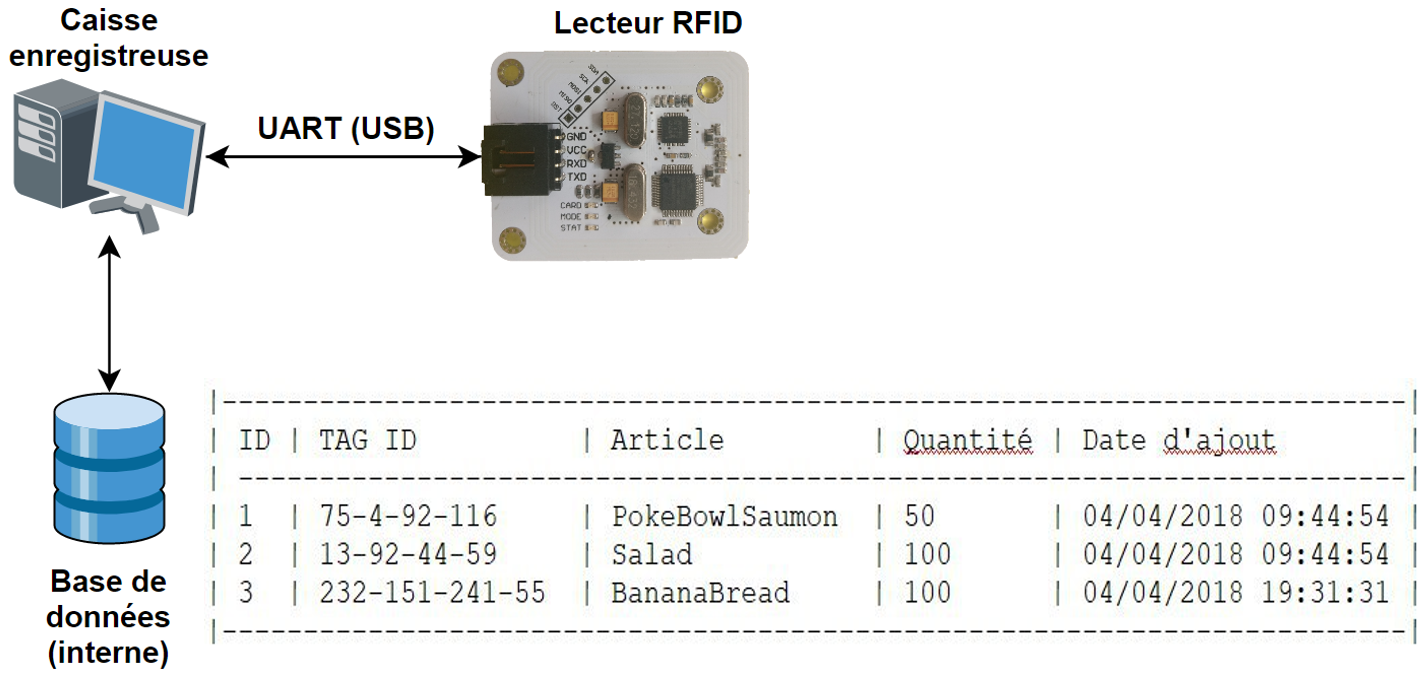 Caisse
enregistreuse
Lecteur RFID
UART (USB)
SDA
SCK
MOSI
MISO
RST
GND
VCC
RXD
TXD
CARD
MODE
STAT
Base de
données
(interne)
| ID | TAG ID | Article | Quantité | Date d'ajout |
| 1 | 75-4-92-116 | PokeBowlSaumon | 50 | 04/04/2018 09:44:54 |
| 2 | 13-92-44-59 | Salad | 100 | 04/04/2018 09:44:54 |
| 3 | 232-151-241-55 | BananaBread | 100 | 04/04/2018 19:31:31 |